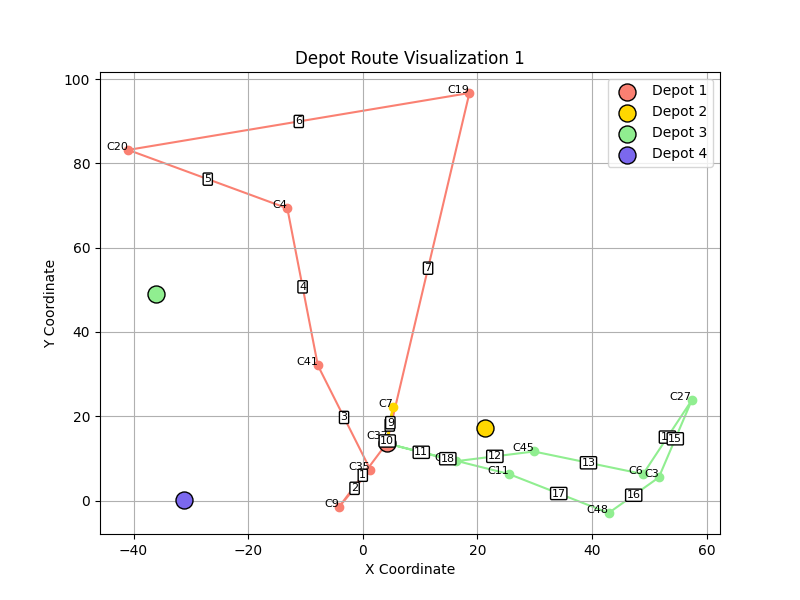 Depot Route Visualization 1
Depot 1
Depot 2
Depot 3
Depot 4
Y Coordinate
100
80
60
40
20
0
−40
−20
0
20
40
60
X Coordinate
C19
C20
C4
C41
C7
C35
C9
C45
C11
C6
C3
C27
C48
1
2
3
4
5
6
7
9
10
11
12
13
15
16
17
18